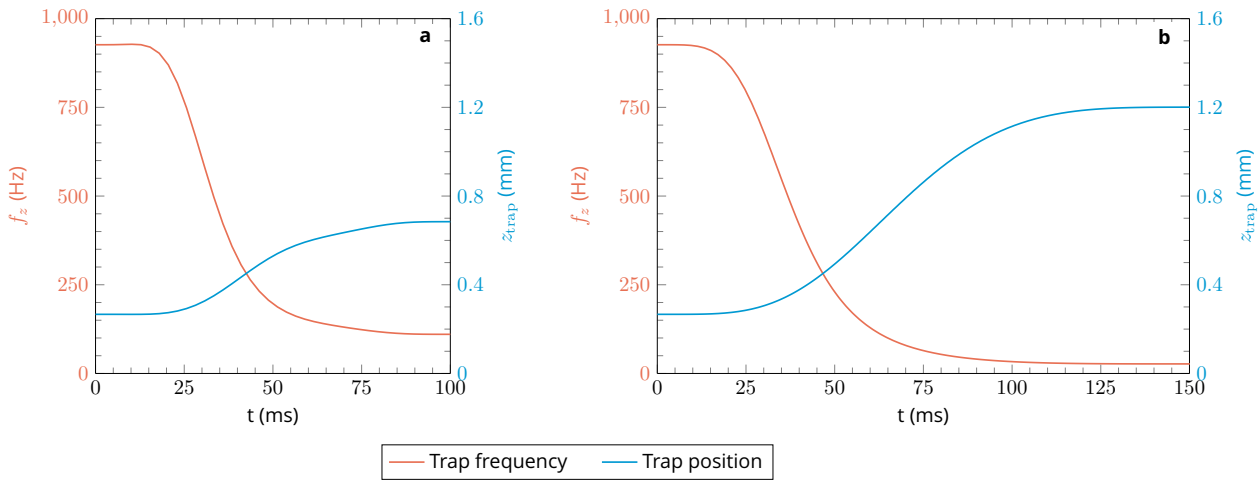 1,000
750
500
250
0
f_z (Hz)
a
1.6
1.2
0.8
0.4
0
z_trap (mm)
0 25 50 75 100
t (ms)
1,000
750
500
250
0
f_z (Hz)
b
1.6
1.2
0.8
0.4
0
z_trap (mm)
0 25 50 75 100 125 150
t (ms)
Trap frequency Trap position